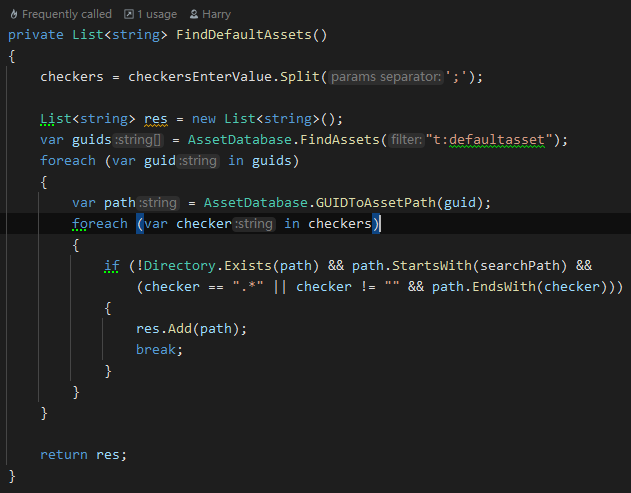 Frequently called 1 usage Harry
private List<string> FindDefaultAssets()
{
    checkers = checkersEnterValue.Split(params separator:';');

    List<string> res = new List<string>();
    var guids:string[] = AssetDatabase.FindAssets(filter:"t:defaultasset");
    foreach (var guid:string in guids)
    {
        var path:string = AssetDatabase.GUIDToAssetPath(guid);
        foreach (var checker:string in checkers)
        {
            if (!Directory.Exists(path) && path.StartsWith(searchPath) &&
                (checker == ".*" || checker != "" && path.EndsWith(checker)))
            {
                res.Add(path);
                break;
            }
        }
    }

    return res;
}